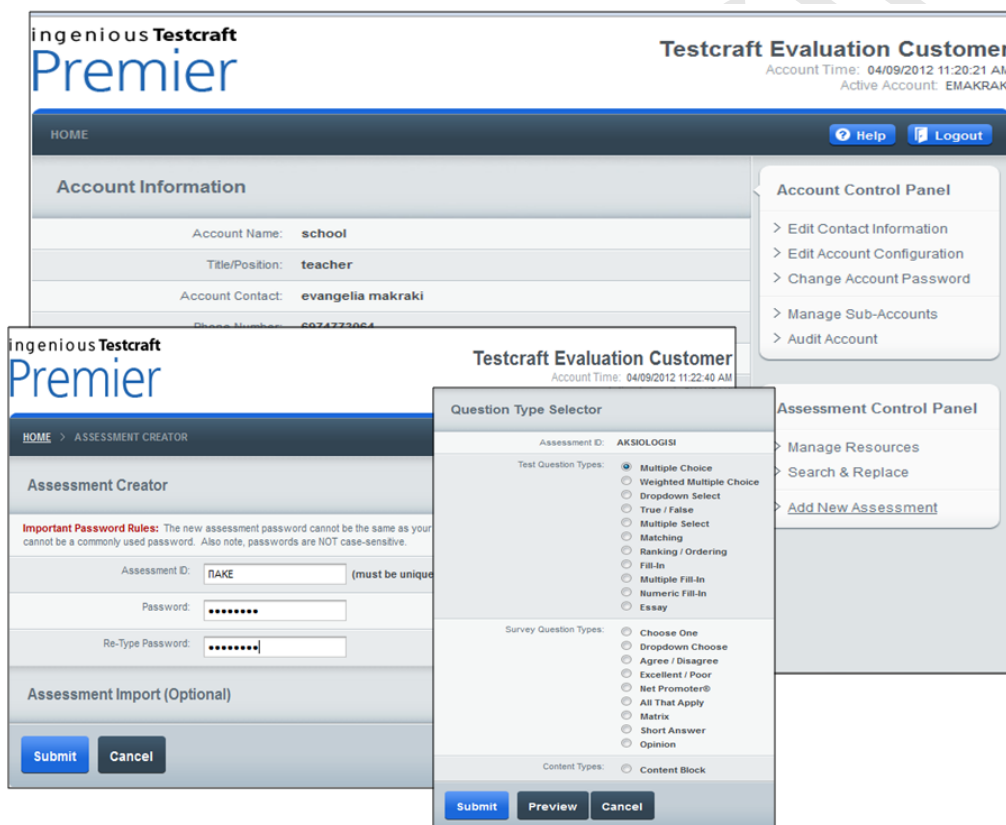 ingenious Testcraft
Premier
Testcraft Evaluation Customer
Account Time: 04/09/2012 11:20:21 AM
Active Account: EMAKRAK
HOME
Help
Logout
Account Information
Account Name: school
Title/Position: teacher
Account Contact: evangelia makraki
Phone Number: 6974773064
Account Control Panel
> Edit Contact Information
> Edit Account Configuration
> Change Account Password
> Manage Sub-Accounts
> Audit Account
Assessment Control Panel
> Manage Resources
> Search & Replace
> Add New Assessment
ingenious Testcraft
Premier
Testcraft Evaluation Customer
Account Time: 04/09/2012 11:22:40 AM
HOME > ASSESSMENT CREATOR
Assessment Creator
Important Password Rules: The new assessment password cannot be the same as your
cannot be a commonly used password. Also note, passwords are NOT case-sensitive.
Assessment ID: ΠΑΚΕ (must be unique
Password: ••••••••
Re-Type Password: ••••••••
Assessment Import (Optional)
Submit
Cancel
Question Type Selector
Assessment ID: AKSIOLOGISI
Test Question Types: Multiple Choice
Weighted Multiple Choice
Dropdown Select
True / False
Multiple Select
Matching
Ranking / Ordering
Fill-In
Multiple Fill-In
Numeric Fill-In
Essay
Survey Question Types: Choose One
Dropdown Choose
Agree / Disagree
Excellent / Poor
Net Promoter®
All That Apply
Matrix
Short Answer
Opinion
Content Types: Content Block
Submit
Preview
Cancel